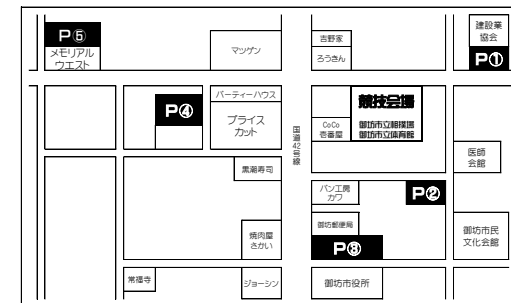 P⑤
メモリアル
ウエスト
マツゲン
吉野家
ろうきん
建設業
協会
P①
P④
パーティーハウス
プライス
カット
国道42号線
競技会場
CoCo
壱番屋
御坊市立相撲場
御坊市立体育館
医師
会館
黒潮寿司
パン工房
カワ
P②
焼肉屋
さかい
御坊郵便局
P③
御坊市民
文化会館
常福寺
ジョーシン
御坊市役所